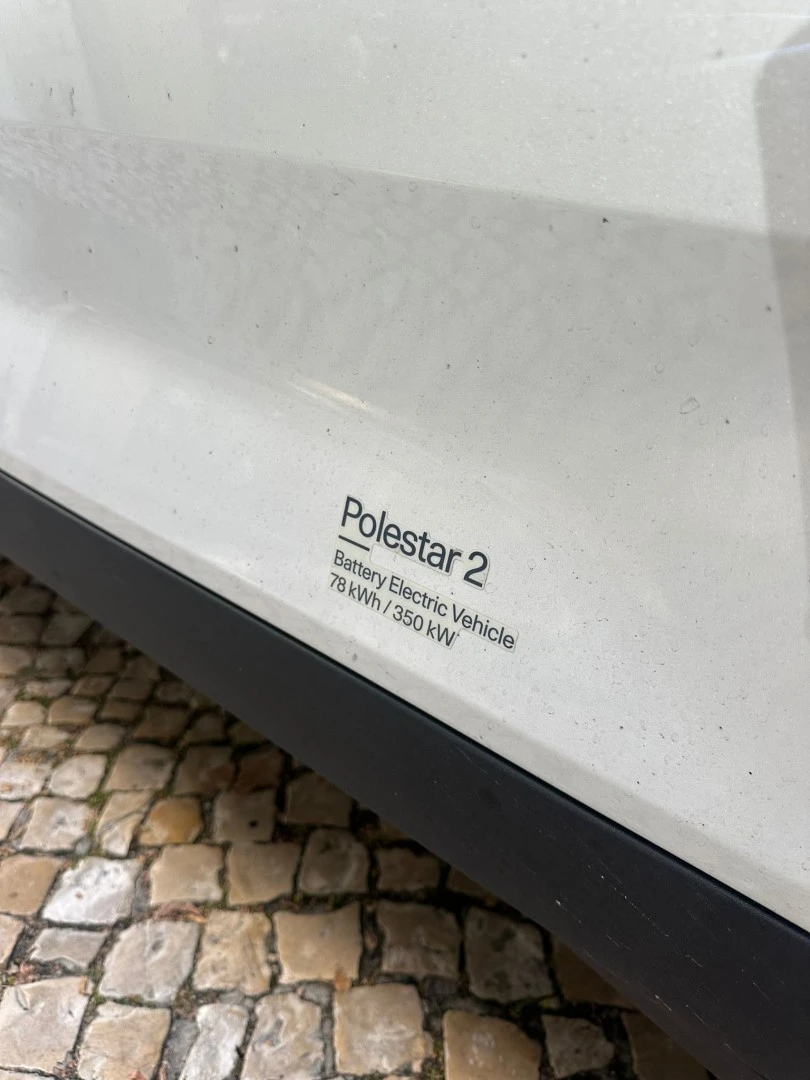 Polestar 2
Battery Electric Vehicle
78 kWh / 350 kW